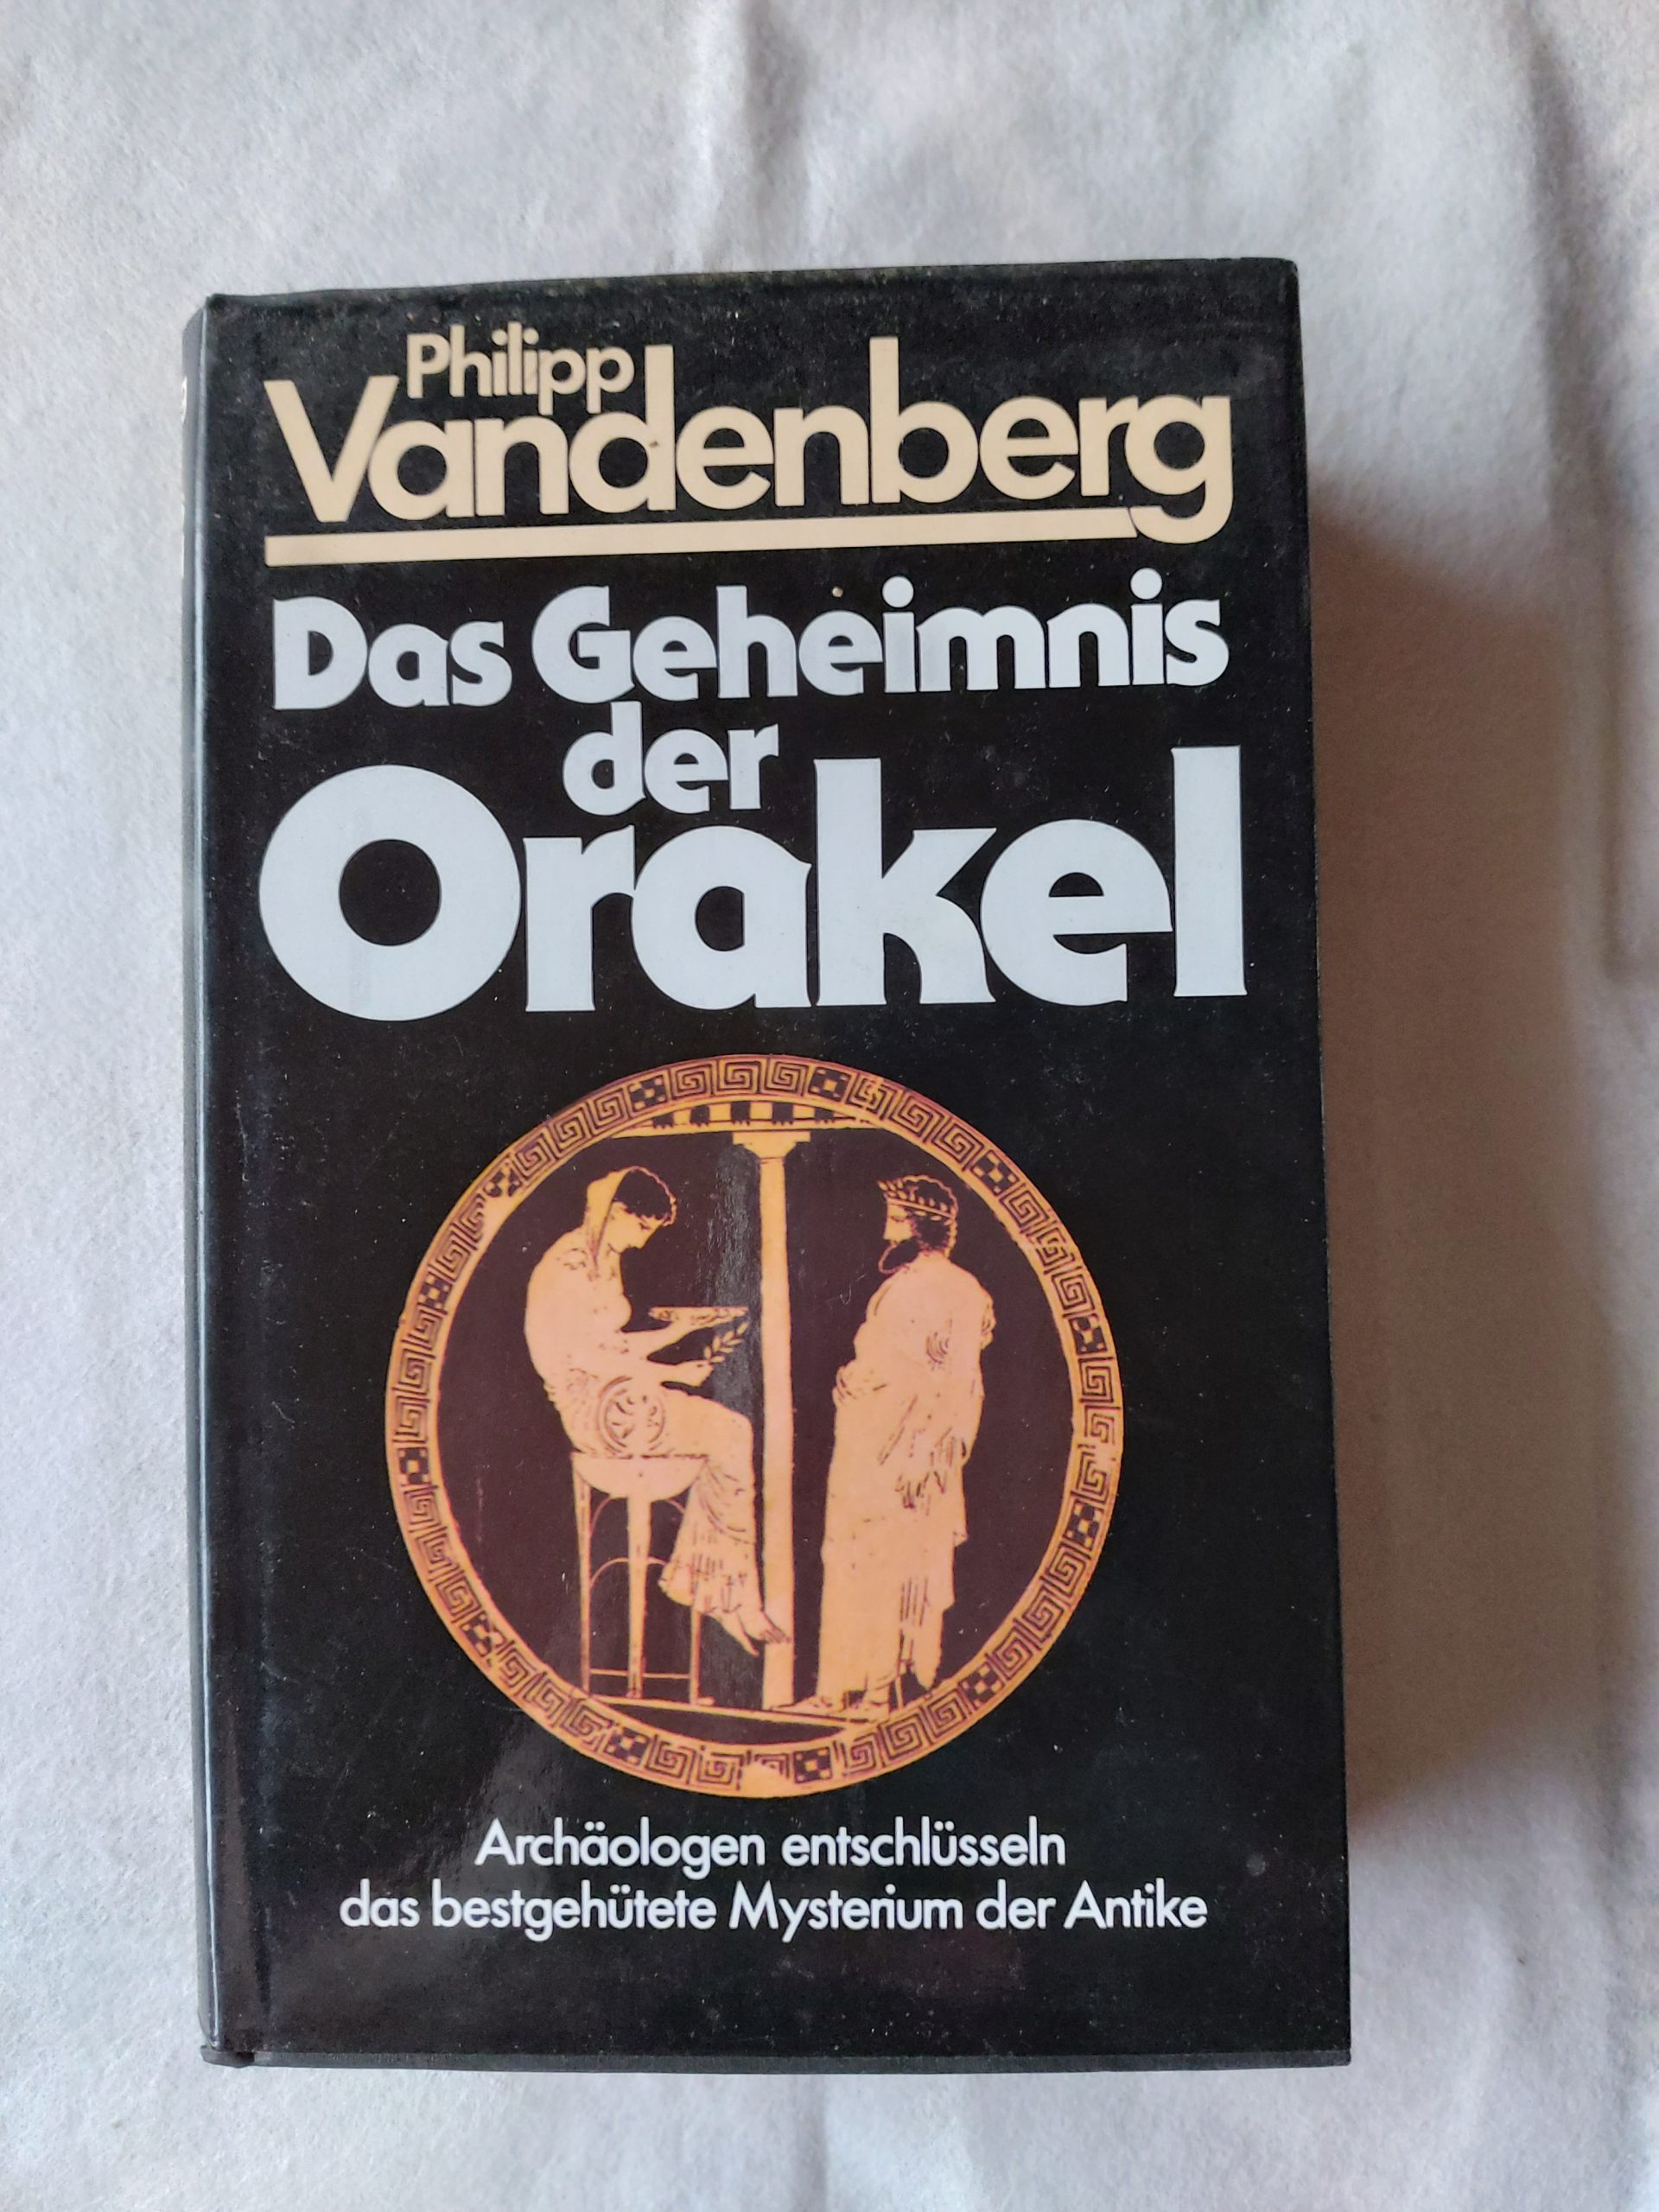 Philipp
Vandenberg
Das Geheimnis
der
Orakel
Archäologen entschlüsseln
das bestgehütete Mysterium der Antike